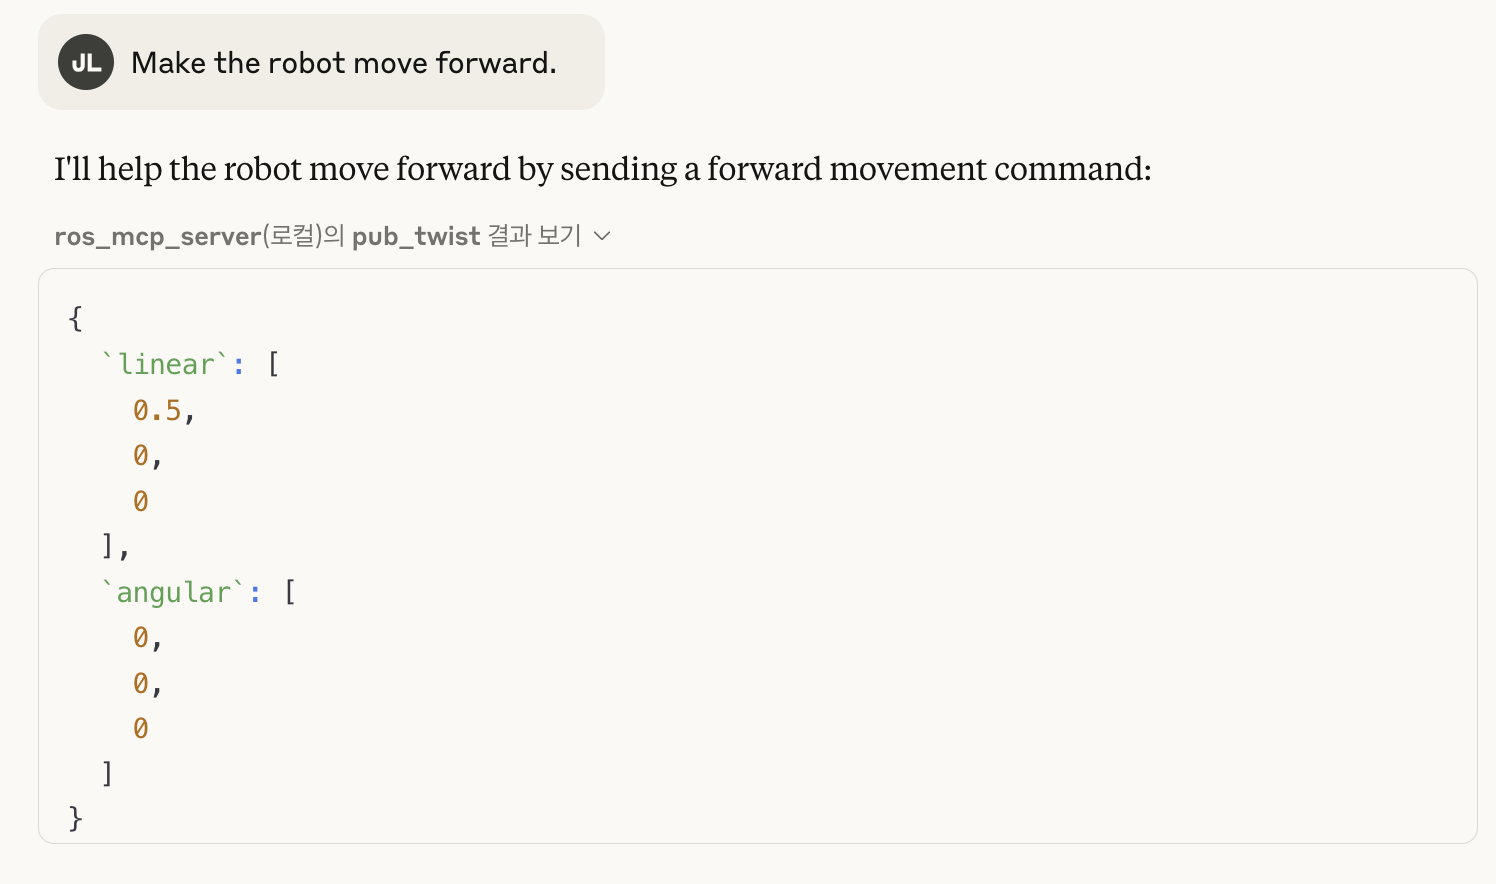 JL Make the robot move forward.
I'll help the robot move forward by sending a forward movement command:
ros_mcp_server(로컬)의 pub_twist 결과 보기
{
  `linear`: [
    0.5,
    0,
    0
  ],
  `angular`: [
    0,
    0,
    0
  ]
}